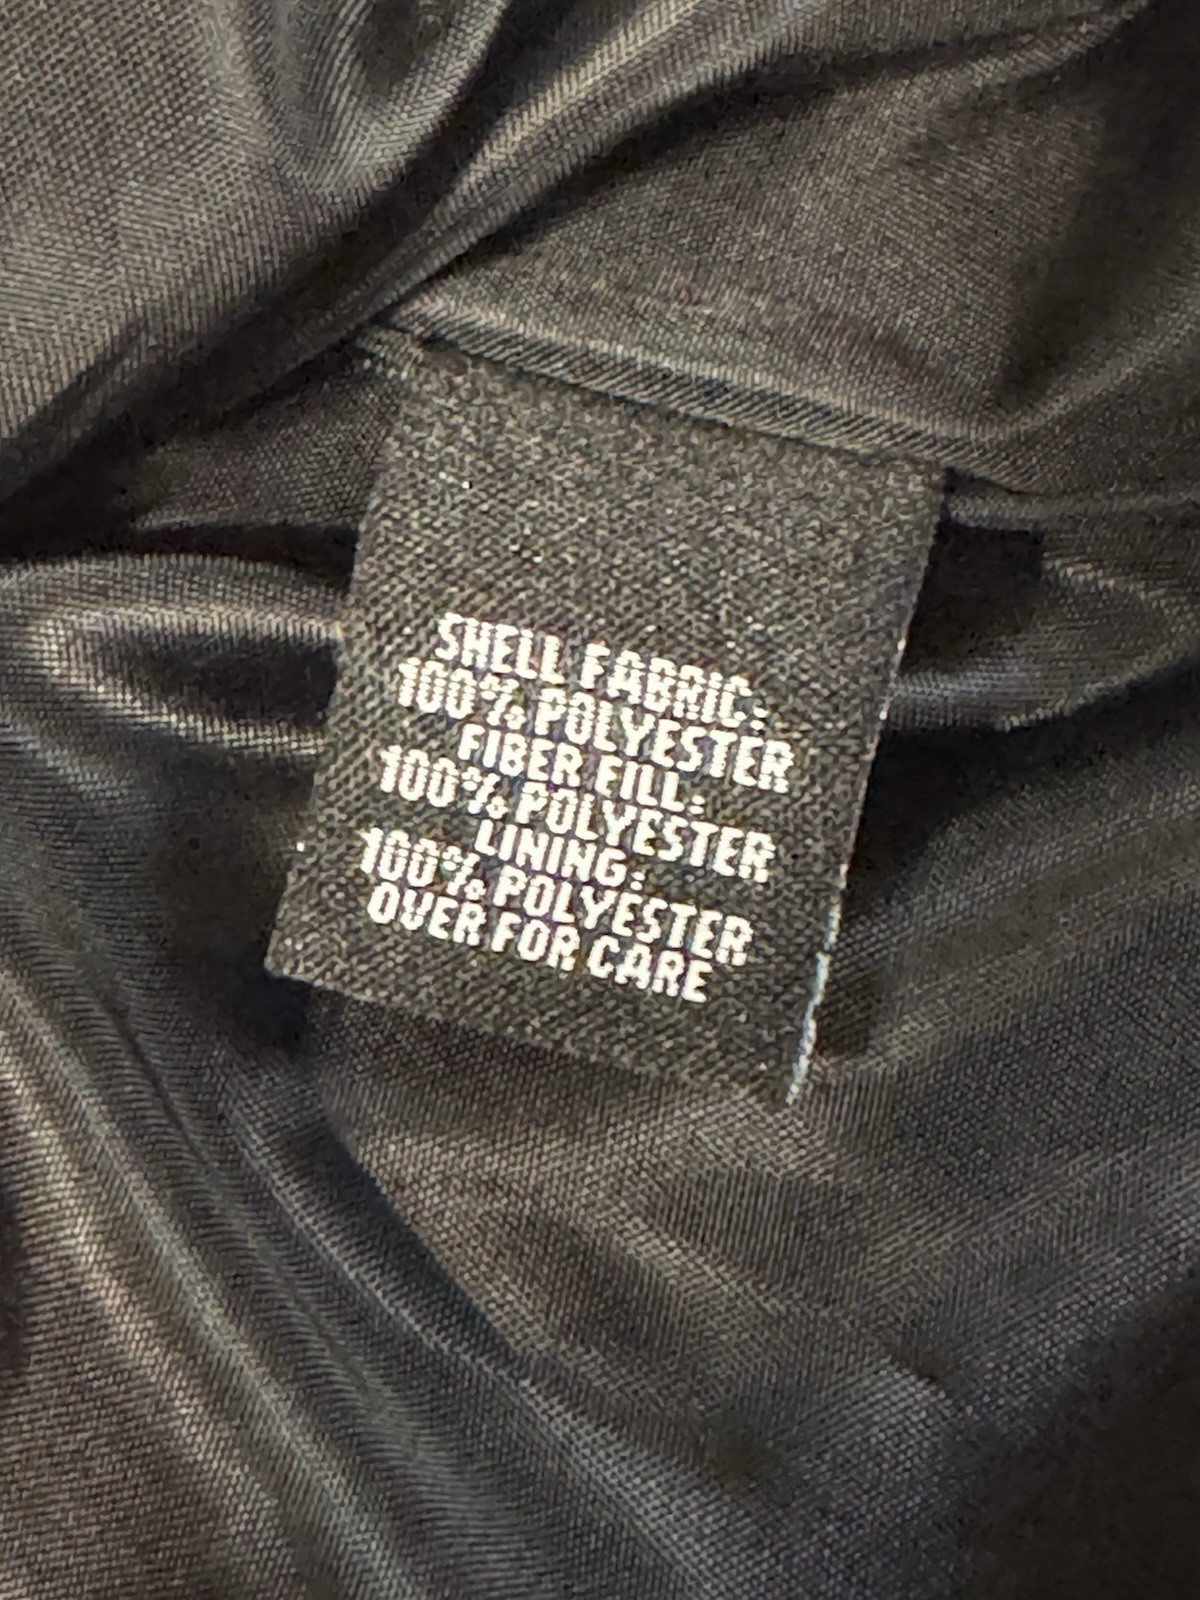 SHELL FABRIC:
100% POLYESTER
FIBER FILL:
100% POLYESTER
LINING:
100% POLYESTER
OVER FOR CARE